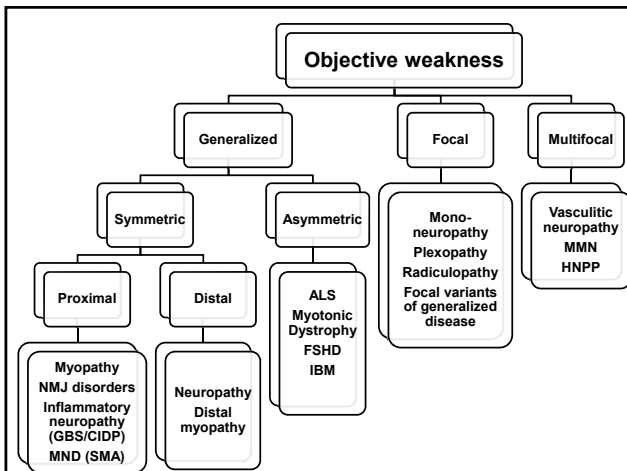 Objective weakness
Generalized
Focal
Multifocal
Symmetric
Asymmetric
Mono-
neuropathy
Plexopathy
Radiculopathy
Focal variants
of generalized
disease
Vasculitic
neuropathy
MMN
HNPP
Proximal
Distal
ALS
Myotonic
Dystrophy
FSHD
IBM
Myopathy
NMJ disorders
Inflammatory
neuropathy
(GBS/CIDP)
MND (SMA)
Neuropathy
Distal
myopathy